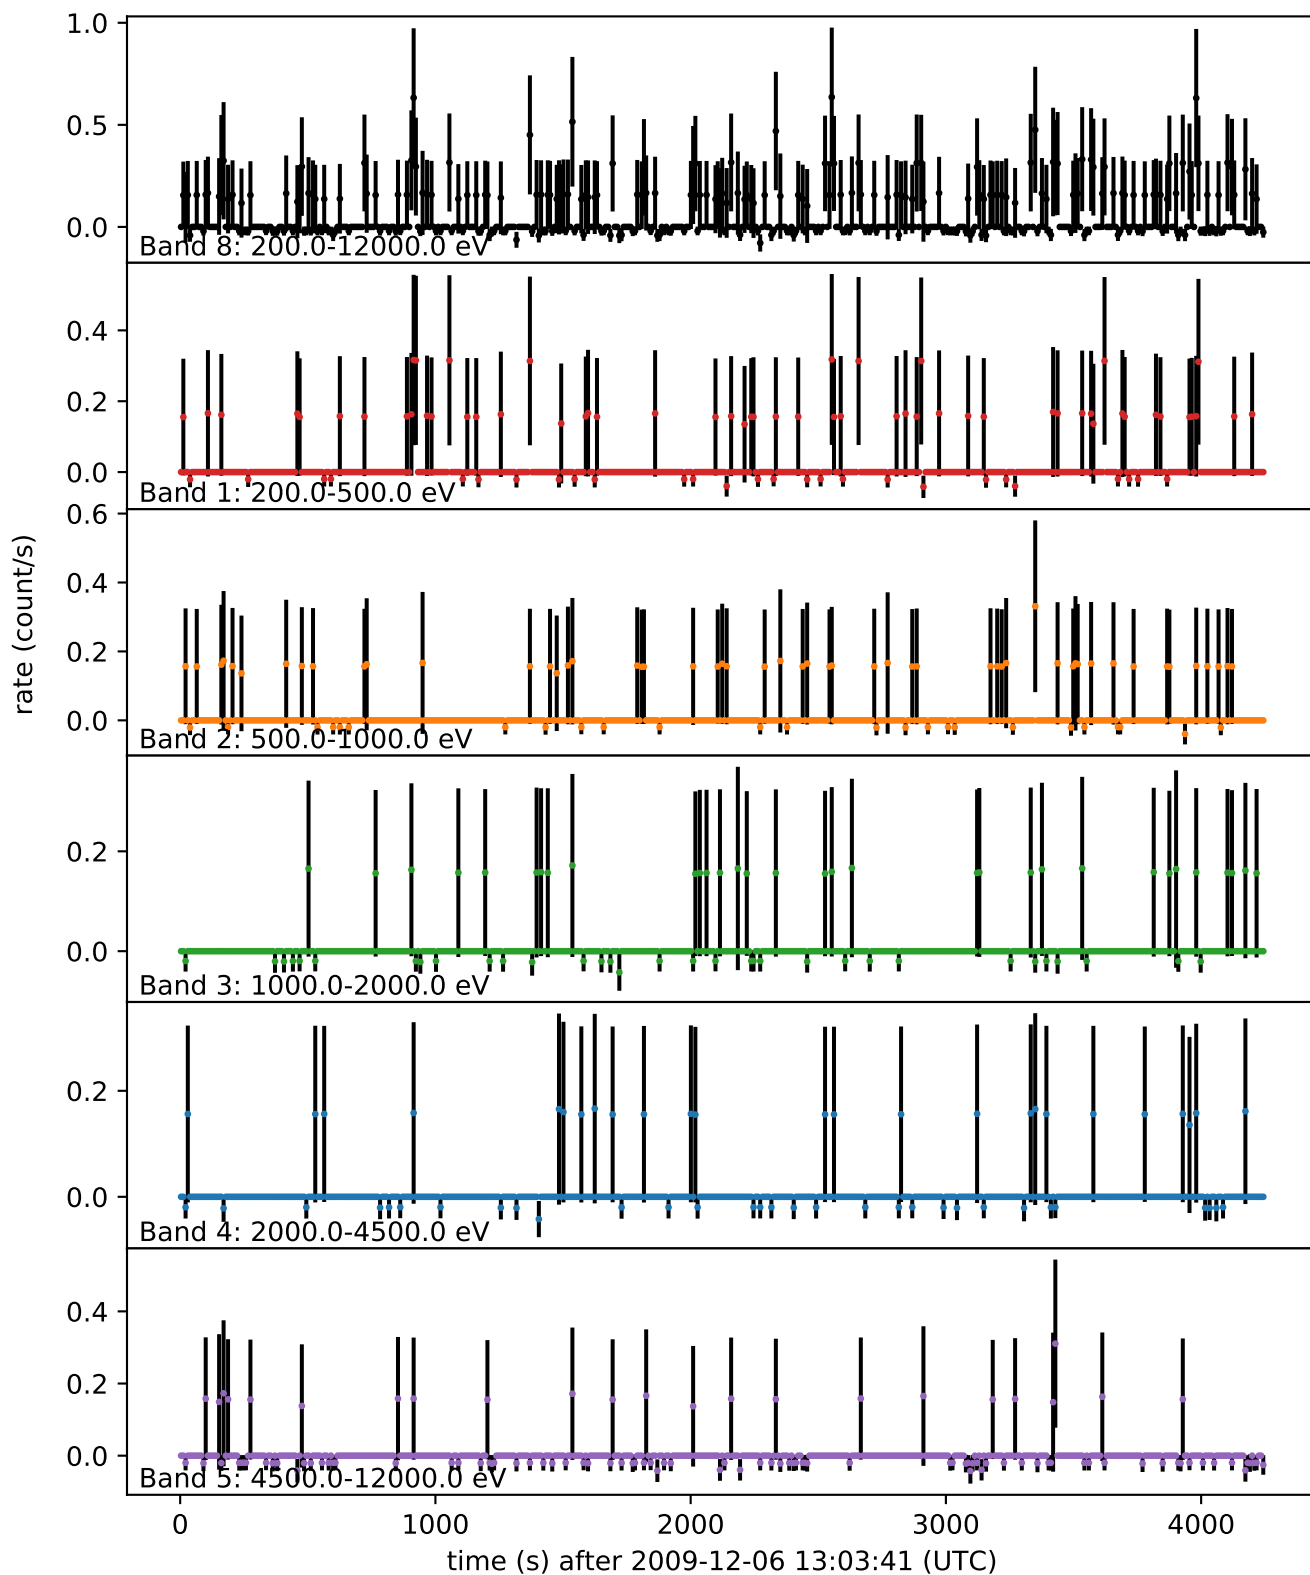 1.0
0.5
0.0
Band 8: 200.0-12000.0 eV
0.4
0.2
0.0
Band 1: 200.0-500.0 eV
0.6
0.4
0.2
0.0
Band 2: 500.0-1000.0 eV
0.2
0.0
Band 3: 1000.0-2000.0 eV
0.2
0.0
Band 4: 2000.0-4500.0 eV
0.4
0.2
0.0
Band 5: 4500.0-12000.0 eV
rate (count/s)
0 1000 2000 3000 4000
time (s) after 2009-12-06 13:03:41 (UTC)